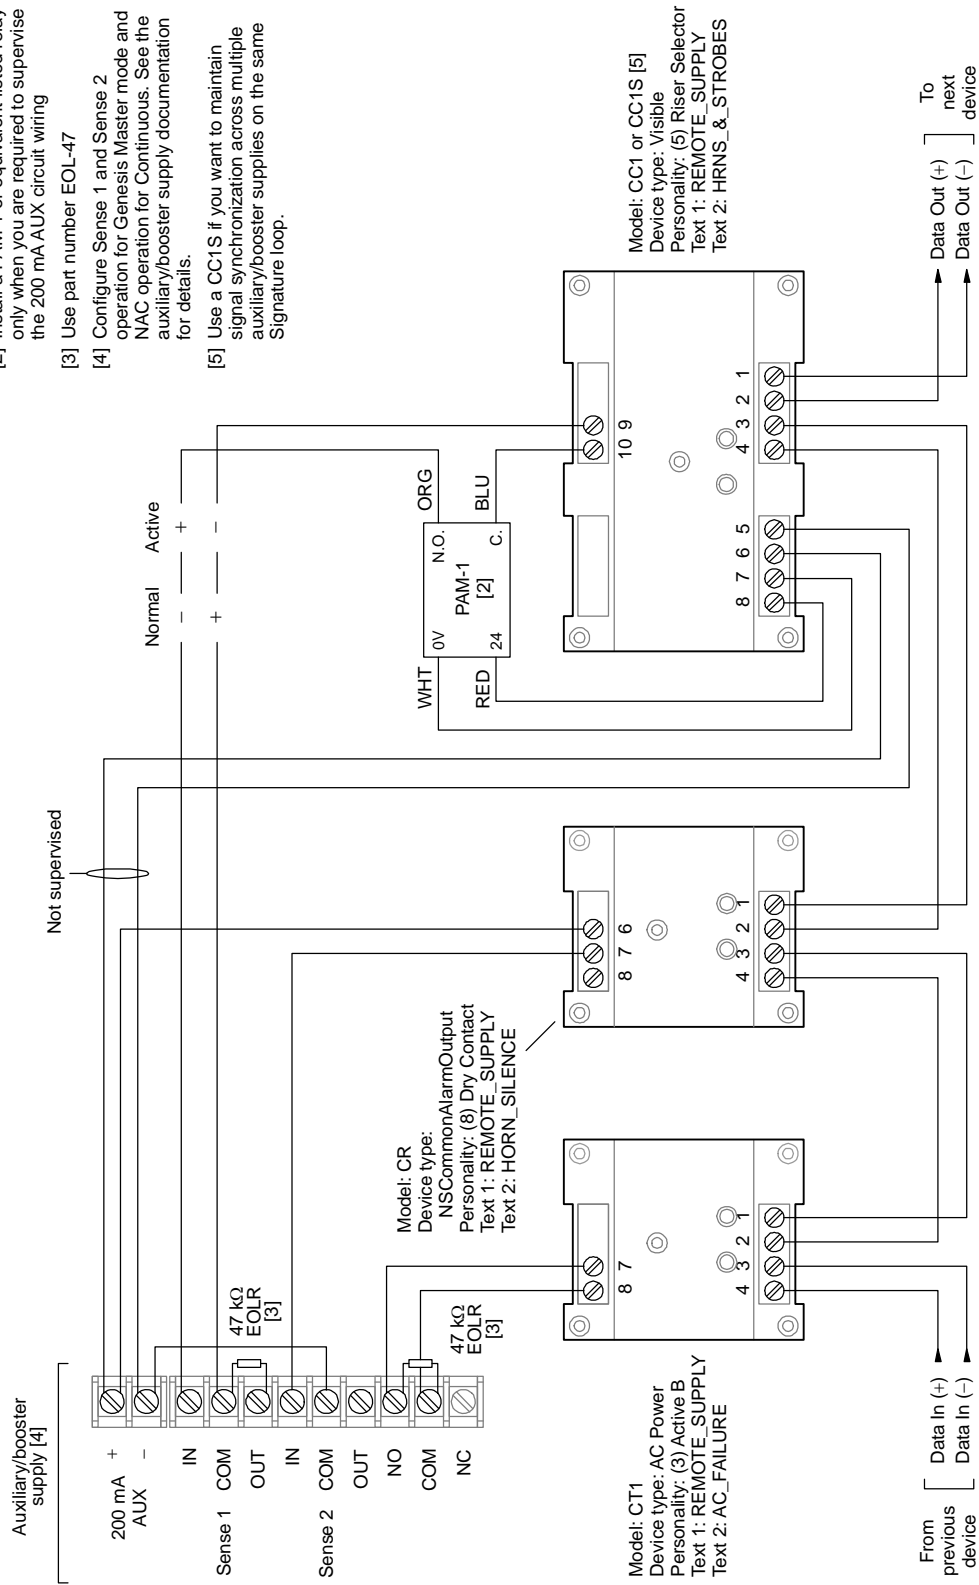 only when you are required to supervise
the 200 mA AUX circuit wiring
[3] Use part number EOL-47
[4] Configure Sense 1 and Sense 2
operation for Genesis Master mode and
NAC operation for Continuous. See the
auxiliary/booster supply documentation
for details.
[5] Use a CC1S if you want to maintain
signal synchronization across multiple
auxiliary/booster supplies on the same
Signature loop.
Auxiliary/booster
supply [4]
200 mA
AUX
+
−
Sense 1
IN
COM
OUT
Sense 2
IN
COM
OUT
NO
COM
NC
47 kΩ
EOLR
[3]
47 kΩ
EOLR
[3]
Not supervised
Normal
Active
−
+
+
−
WHT
RED
0V
24
PAM-1
[2]
N.O.
C.
ORG
BLU
Model: CT1
Device type: AC Power
Personality: (3) Active B
Text 1: REMOTE_SUPPLY
Text 2: AC_FAILURE
8 7
4 3 2 1
Model: CR
Device type:
NSCommonAlarmOutput
Personality: (8) Dry Contact
Text 1: REMOTE_SUPPLY
Text 2: HORN_SILENCE
8 7 6
4 3 2 1
Model: CC1 or CC1S [5]
Device type: Visible
Personality: (5) Riser Selector
Text 1: REMOTE_SUPPLY
Text 2: HRNS_&_STROBES
10 9
8 7 6 5
4 3 2 1
From
previous
device
Data In (+)
Data In (−)
Data Out (+)
Data Out (−)
To
next
device